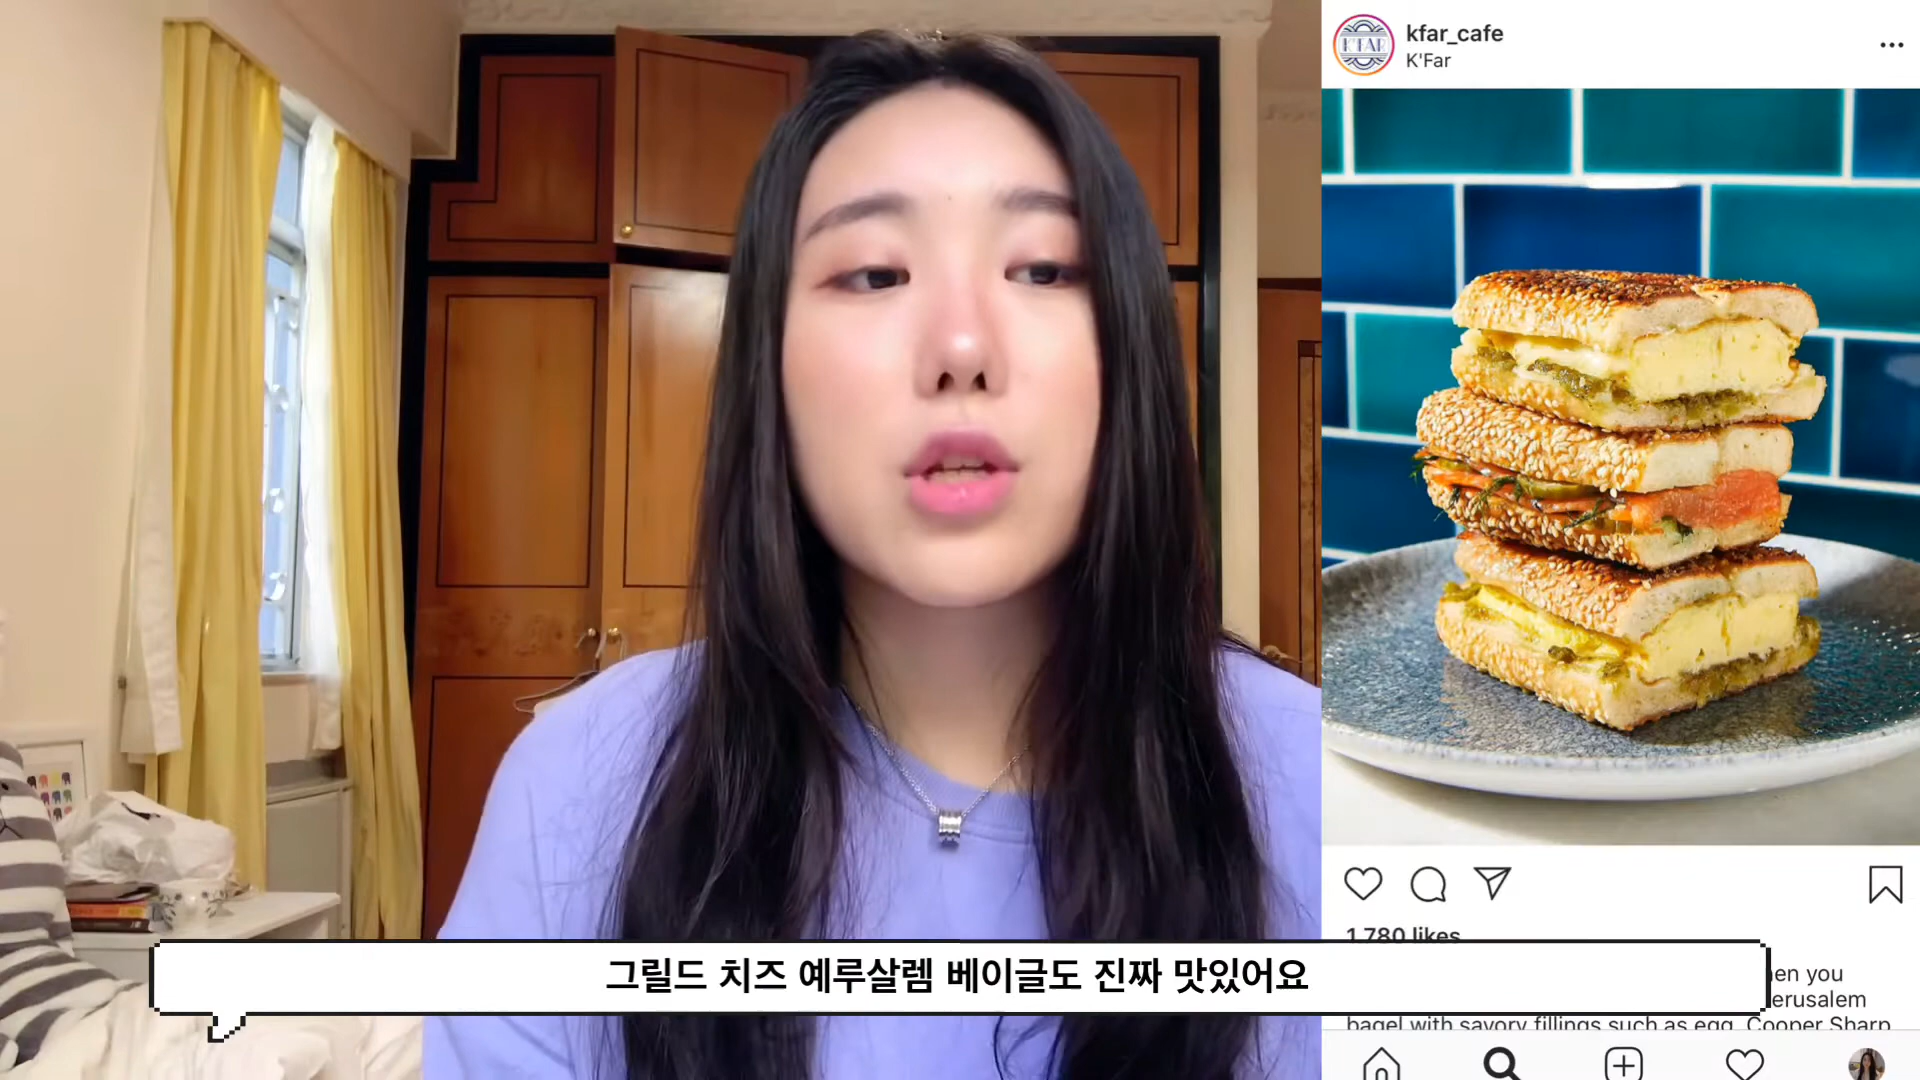 kfar_cafe
K'FAR
K'Far
1,780 likes
en you
erusalem
bagel with savory fillings such as egg, Cooper Sharp
그릴드 치즈 예루살렘 베이글도 진짜 맛있어요